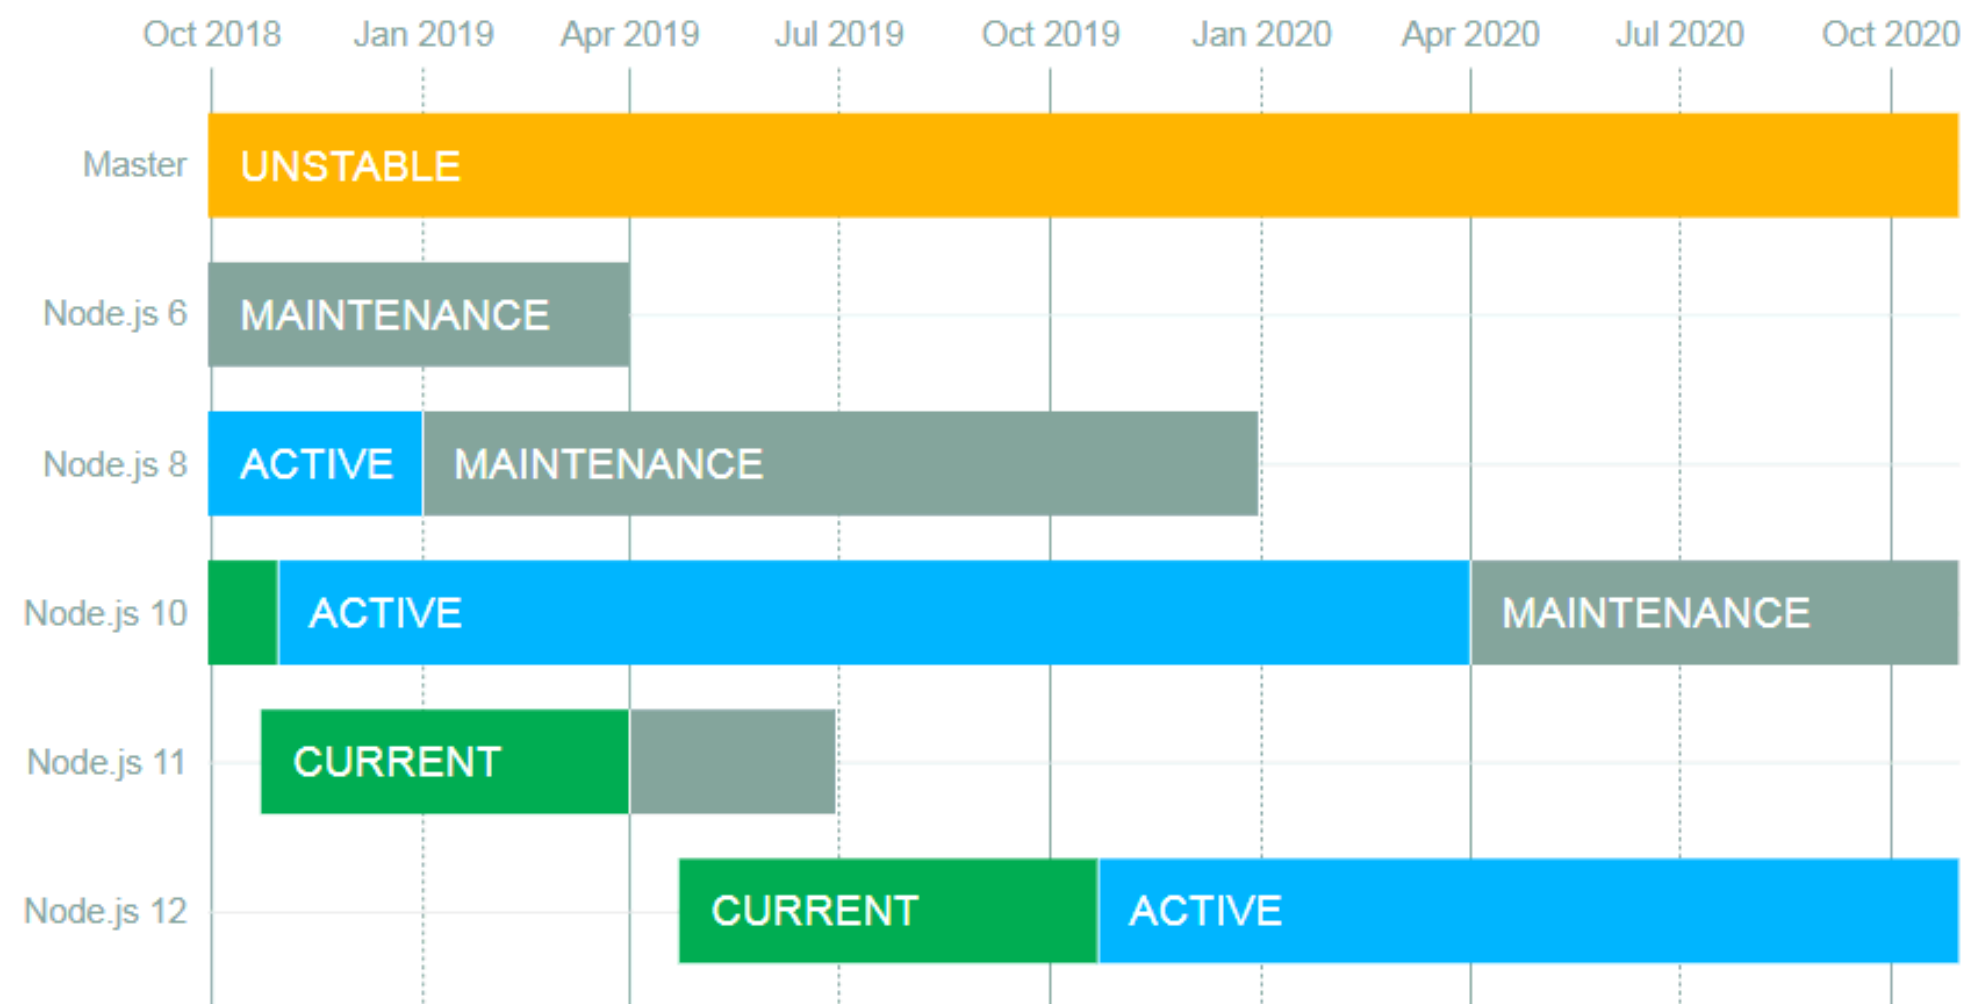 Oct 2018 Jan 2019 Apr 2019 Jul 2019 Oct 2019 Jan 2020 Apr 2020 Jul 2020 Oct 2020
Master UNSTABLE
Node.js 6 MAINTENANCE
Node.js 8 ACTIVE MAINTENANCE
Node.js 10 ACTIVE MAINTENANCE
Node.js 11 CURRENT
Node.js 12 CURRENT ACTIVE